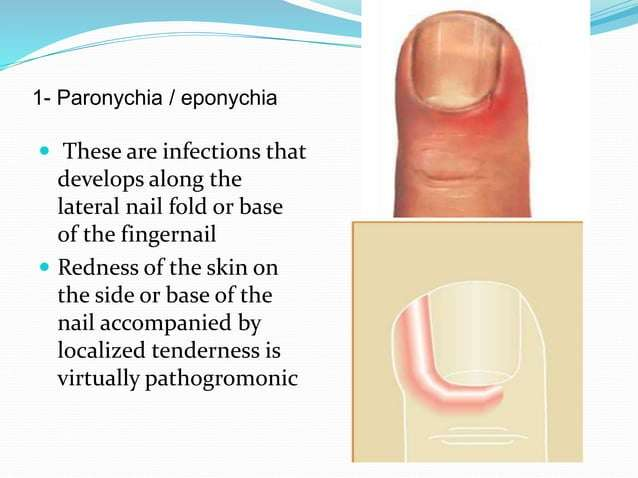 1- Paronychia / eponychia
• These are infections that
develops along the
lateral nail fold or base
of the fingernail
• Redness of the skin on
the side or base of the
nail accompanied by
localized tenderness is
virtually pathogromonic